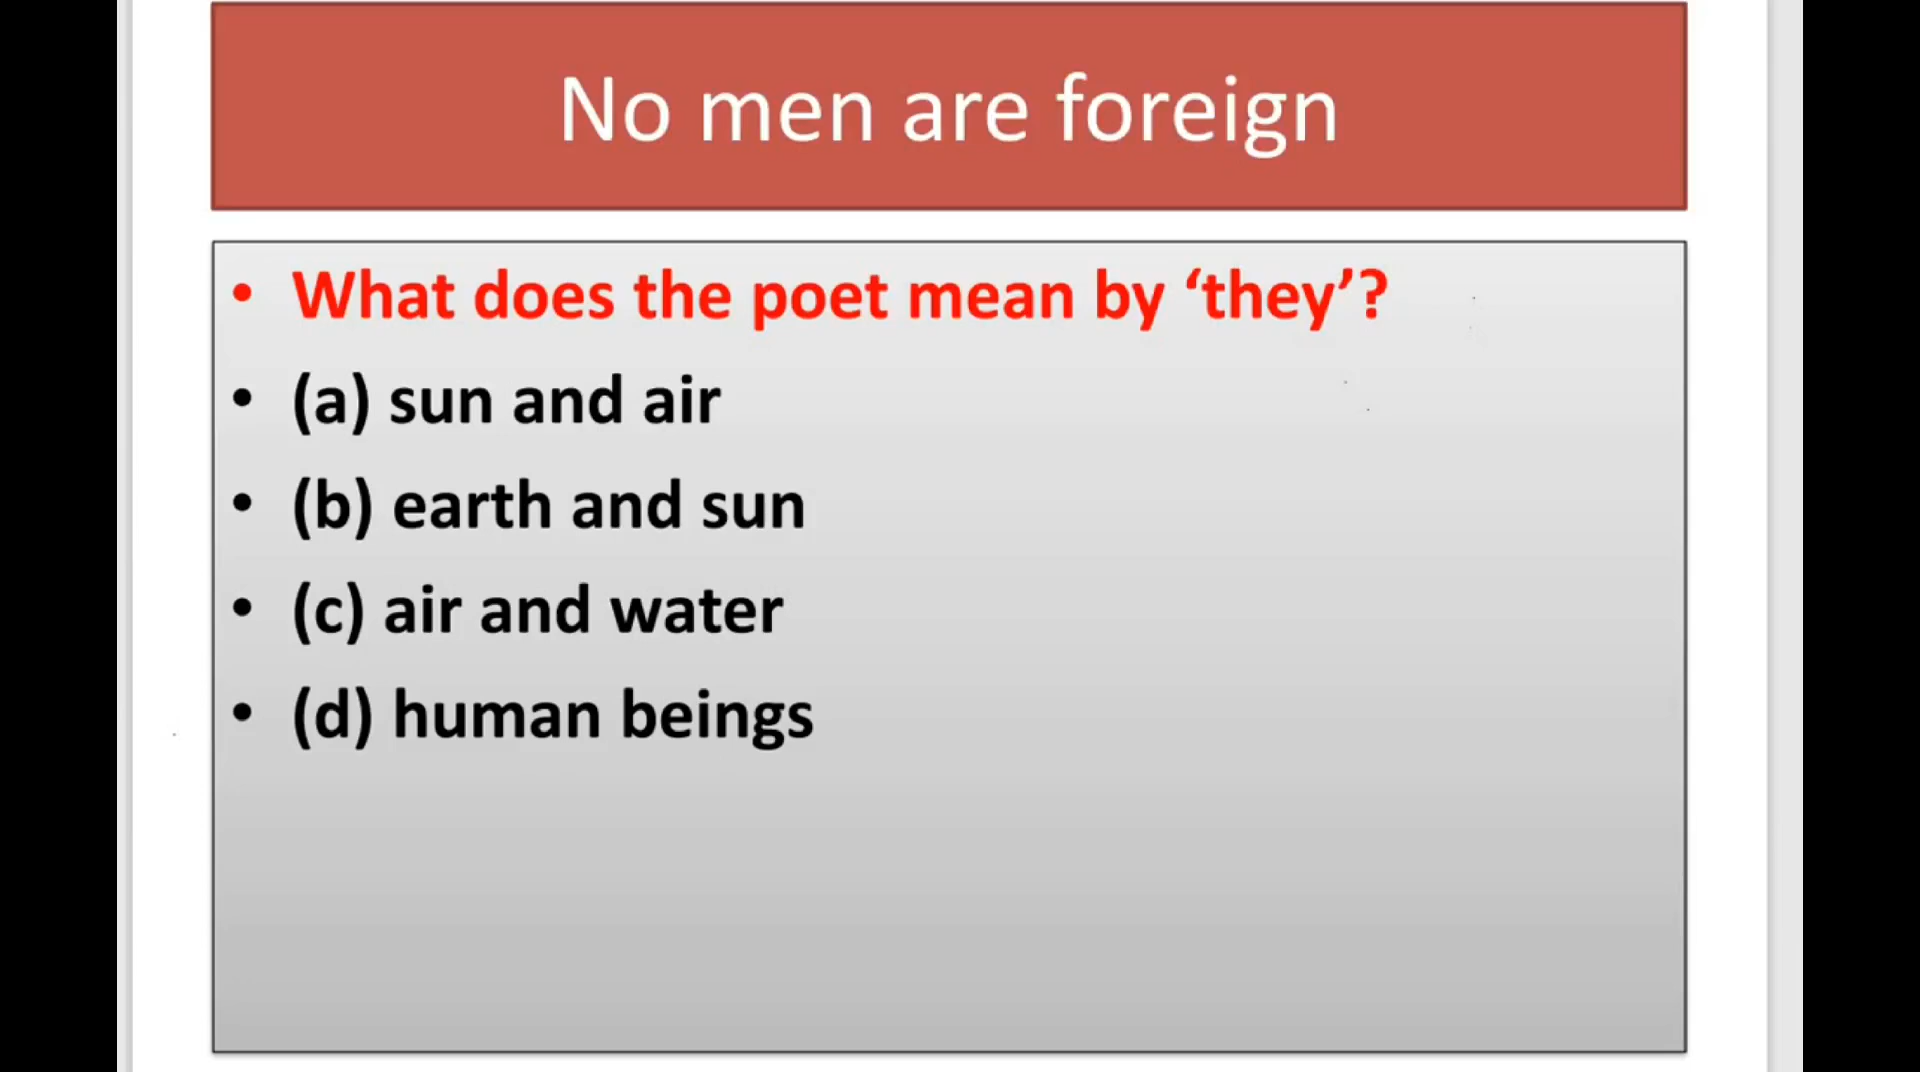 No men are foreign
• What does the poet mean by ‘they’?
• (a) sun and air
• (b) earth and sun
• (c) air and water
• (d) human beings